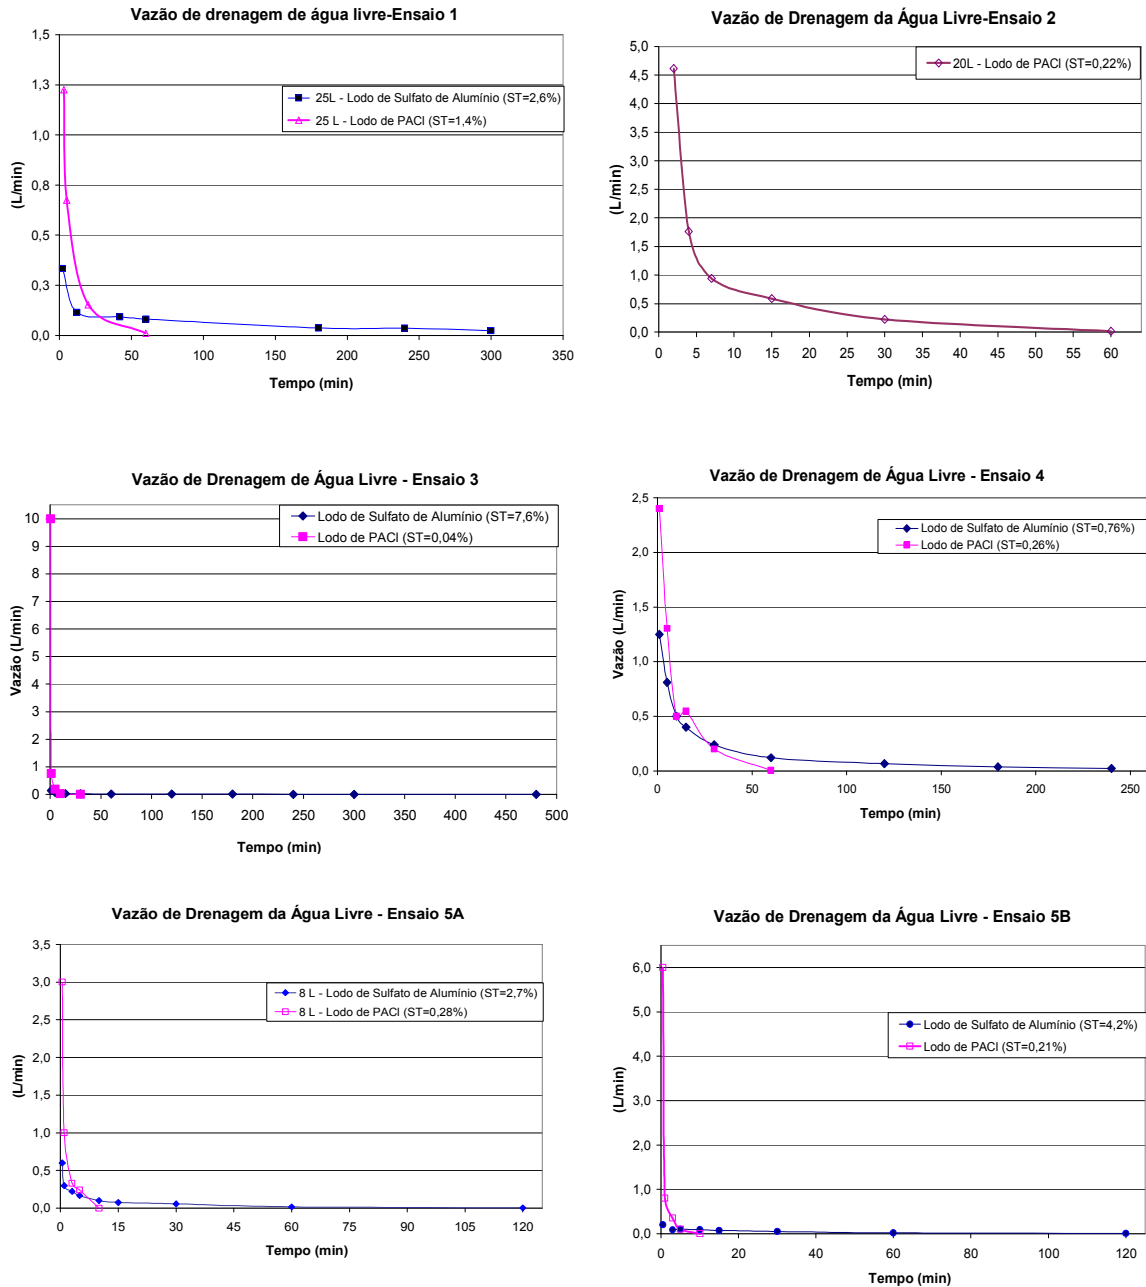 Vazão de drenagem de água livre-Ensaio 1
1,5
1,3
1,0
0,8
0,5
0,3
0,0
(L/min)
25L - Lodo de Sulfato de Alumínio (ST=2,6%)
25 L - Lodo de PACl (ST=1,4%)
0 50 100 150 200 250 300 350
Tempo (min)
Vazão de Drenagem da Água Livre-Ensaio 2
5,0
4,5
4,0
3,5
3,0
2,5
2,0
1,5
1,0
0,5
0,0
(L/min)
20L - Lodo de PACl (ST=0,22%)
0 5 10 15 20 25 30 35 40 45 50 55 60
Tempo (min)
Vazão de Drenagem de Água Livre - Ensaio 3
10
9
8
7
6
5
4
3
2
1
0
Vazão (L/min)
Lodo de Sulfato de Alumínio (ST=7,6%)
Lodo de PACl (ST=0,04%)
0 50 100 150 200 250 300 350 400 450 500
Tempo (min)
Vazão de Drenagem de Água Livre - Ensaio 4
2,5
2,0
1,5
1,0
0,5
0,0
Vazão (L/min)
Lodo de Sulfato de Alumínio (ST=0,76%)
Lodo de PACl (ST=0,26%)
0 50 100 150 200 250
Tempo (min)
Vazão de Drenagem da Água Livre - Ensaio 5A
3,5
3,0
2,5
2,0
1,5
1,0
0,5
0,0
(L/min)
8 L - Lodo de Sulfato de Alumínio (ST=2,7%)
8 L - Lodo de PACl (ST=0,28%)
0 15 30 45 60 75 90 105 120
Tempo (min)
Vazão de Drenagem da Água Livre - Ensaio 5B
6,0
5,0
4,0
3,0
2,0
1,0
0,0
(L/min)
Lodo de Sulfato de Alumínio (ST=4,2%)
Lodo de PACl (ST=0,21%)
0 20 40 60 80 100 120
Tempo (min)